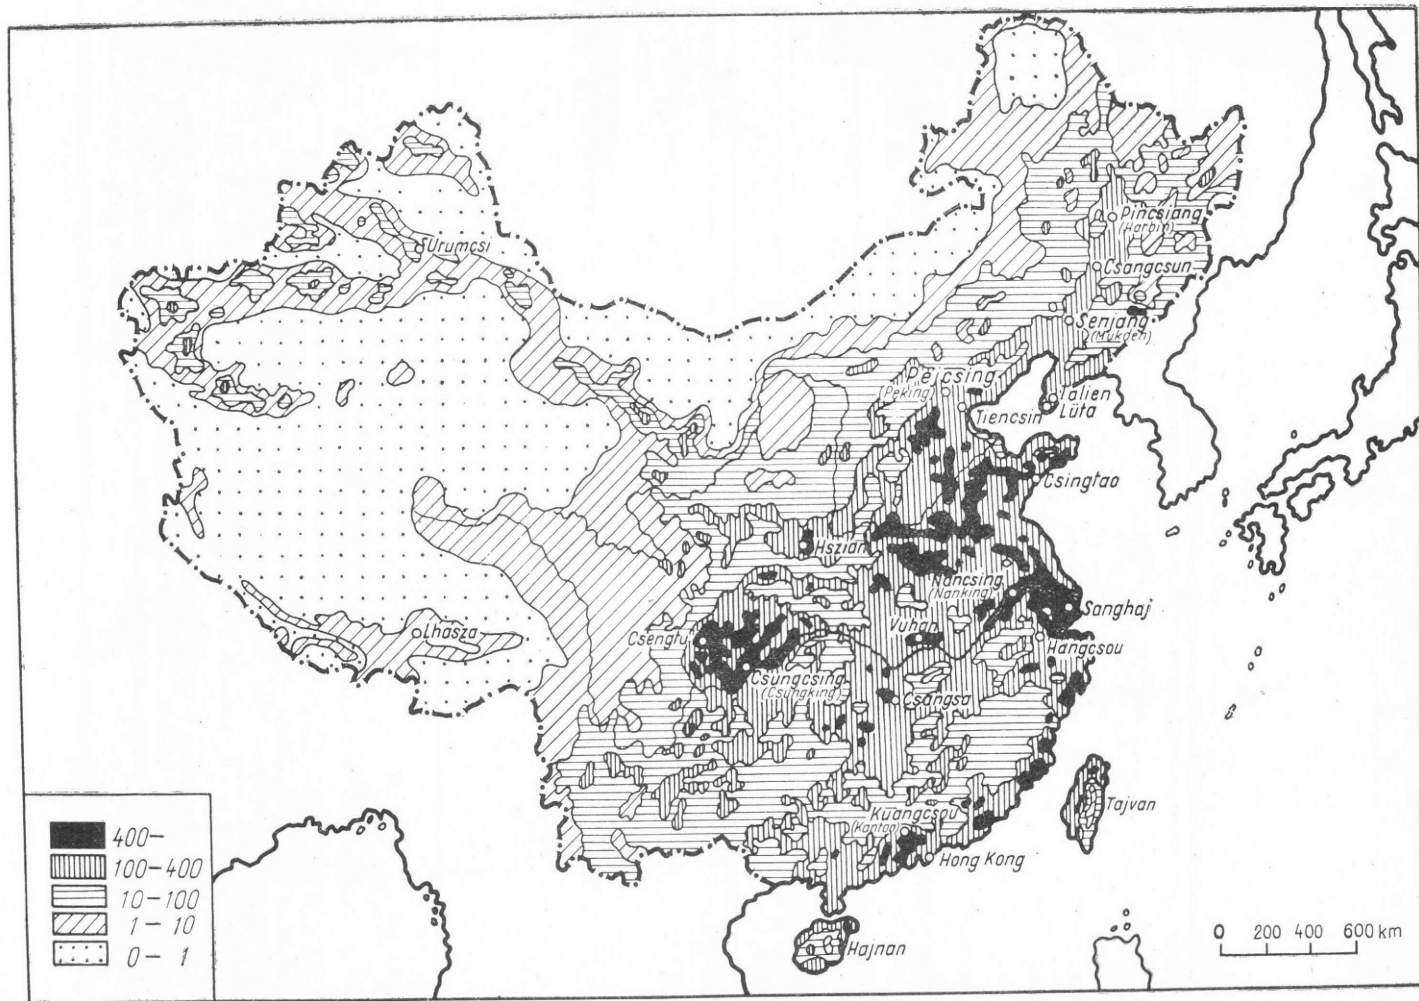 Urumcsi
Pincsiang
(Harbin)
Csangcsun
Senjang
(Mukden)
Pejcsing
(Peking)
Talien
Lüta
Tiencsin
Csingtao
Hszian
Nancsing
(Nanking)
Sanghaj
Lhasza
Csengtu
Vuhan
Hangcsou
Csungcsing
(Csungking)
Csangsa
Kuangcsou
(Kanton)
Tajvan
Hong Kong
Hajnan
400—
100–400
10–100
1–10
0–1
0 200 400 600 km